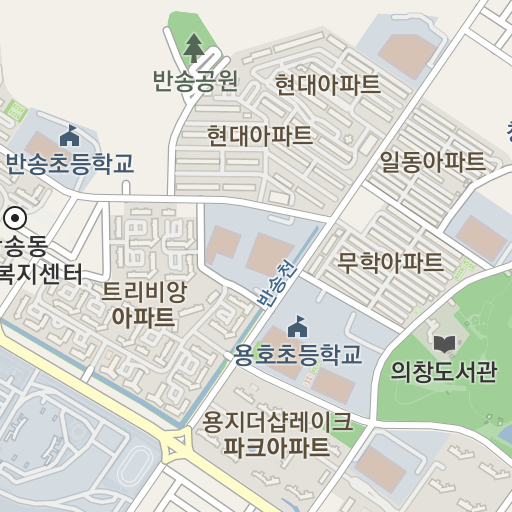 반송공원
현대아파트
현대아파트
일동아파트
반송초등학교
송동
복지센터
무학아파트
트리비앙
아파트
반송천
용호초등학교
의창도서관
용지더샵레이크
파크아파트